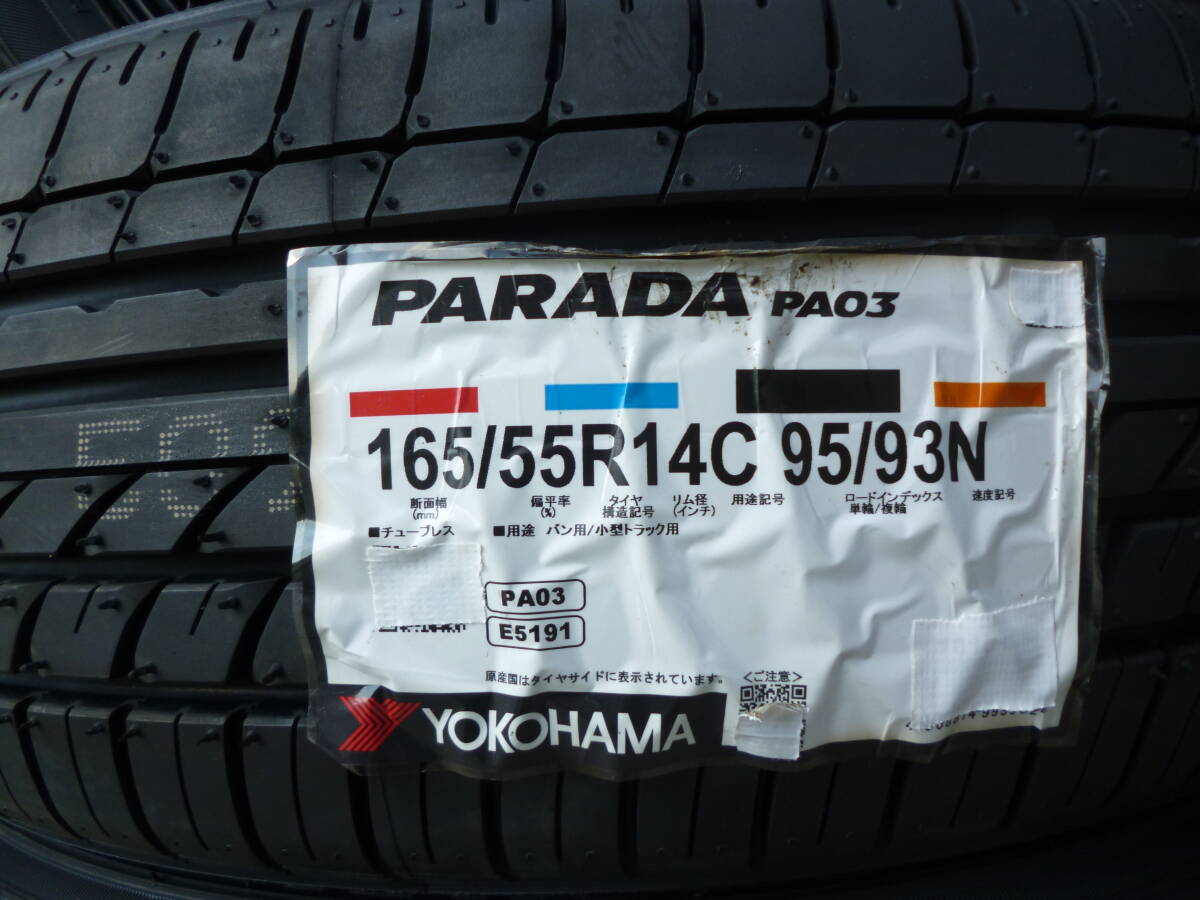 PARADA PA03
165/55R14C 95/93N
断面幅 偏平率 タイヤ リム径 用途記号 ロードインデックス 速度記号
(mm) (%) 構造記号 (インチ) 単輪/複輪
■チューブレス ■用途 バン用/小型トラック用
PA03
E5191
原産国はタイヤサイドに表示されています。 <ご注意>
YOKOHAMA